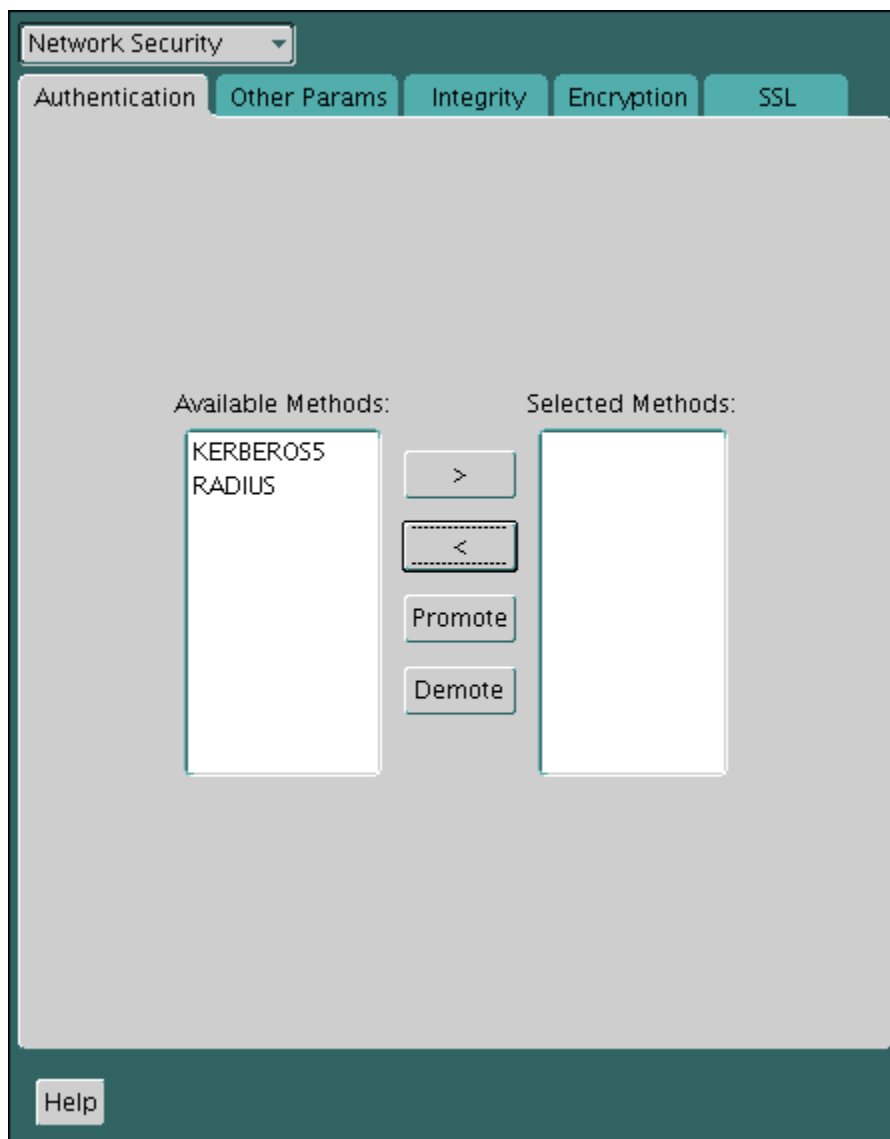 Network Security
Authentication Other Params Integrity Encryption SSL
Available Methods: Selected Methods:
KERBEROS5
RADIUS
>
<
Promote
Demote
Help